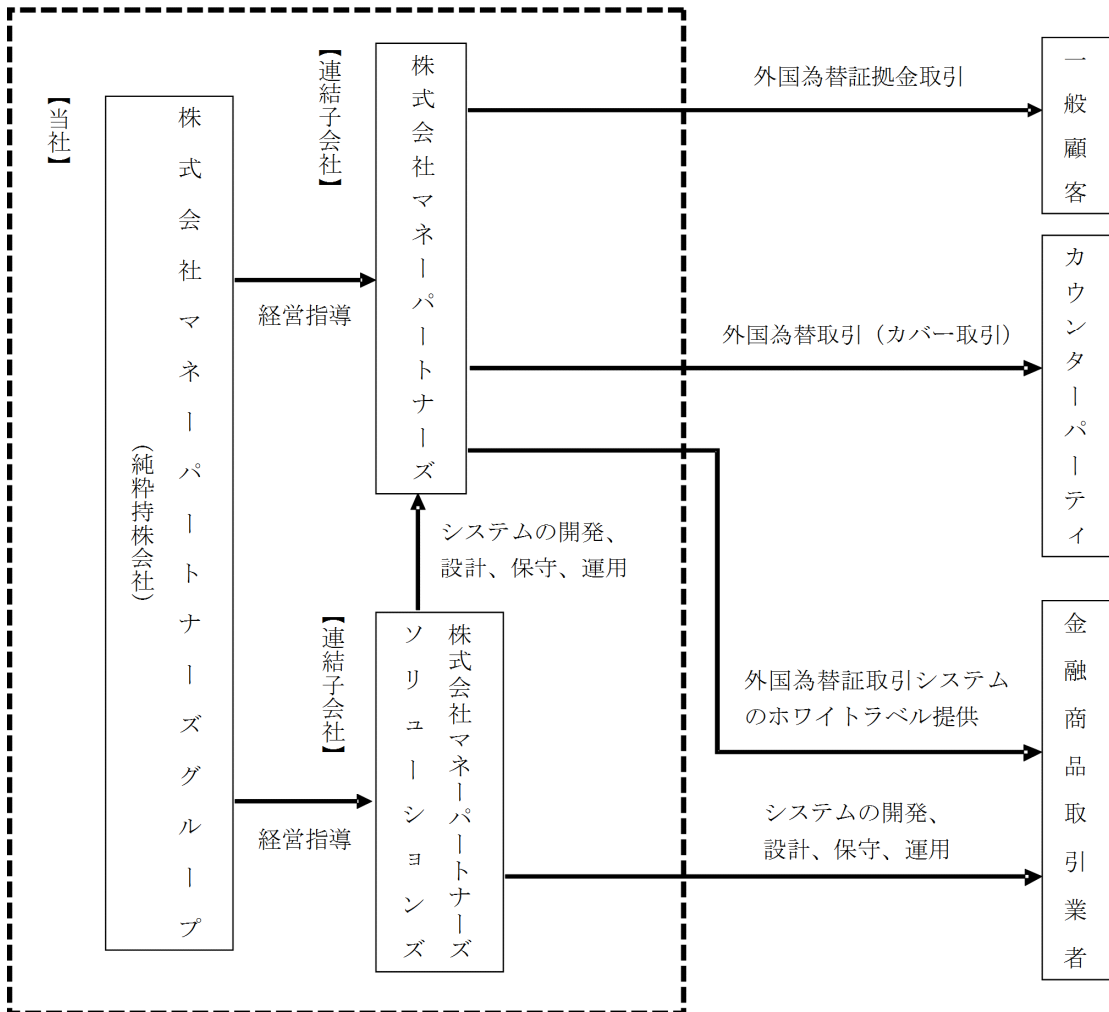 【当社】
株式会社マネーパートナーズグループ
(純粋持株会社)
経営指導
経営指導
【連結子会社】
株式会社マネーパートナーズ
システムの開発、
設計、保守、運用
【連結子会社】
株式会社マネーパートナーズ
ソリューションズ
外国為替証拠金取引
外国為替取引（カバー取引）
外国為替証取引システム
のホワイトラベル提供
システムの開発、
設計、保守、運用
一般顧客
カウンターパーティ
金融商品取引業者